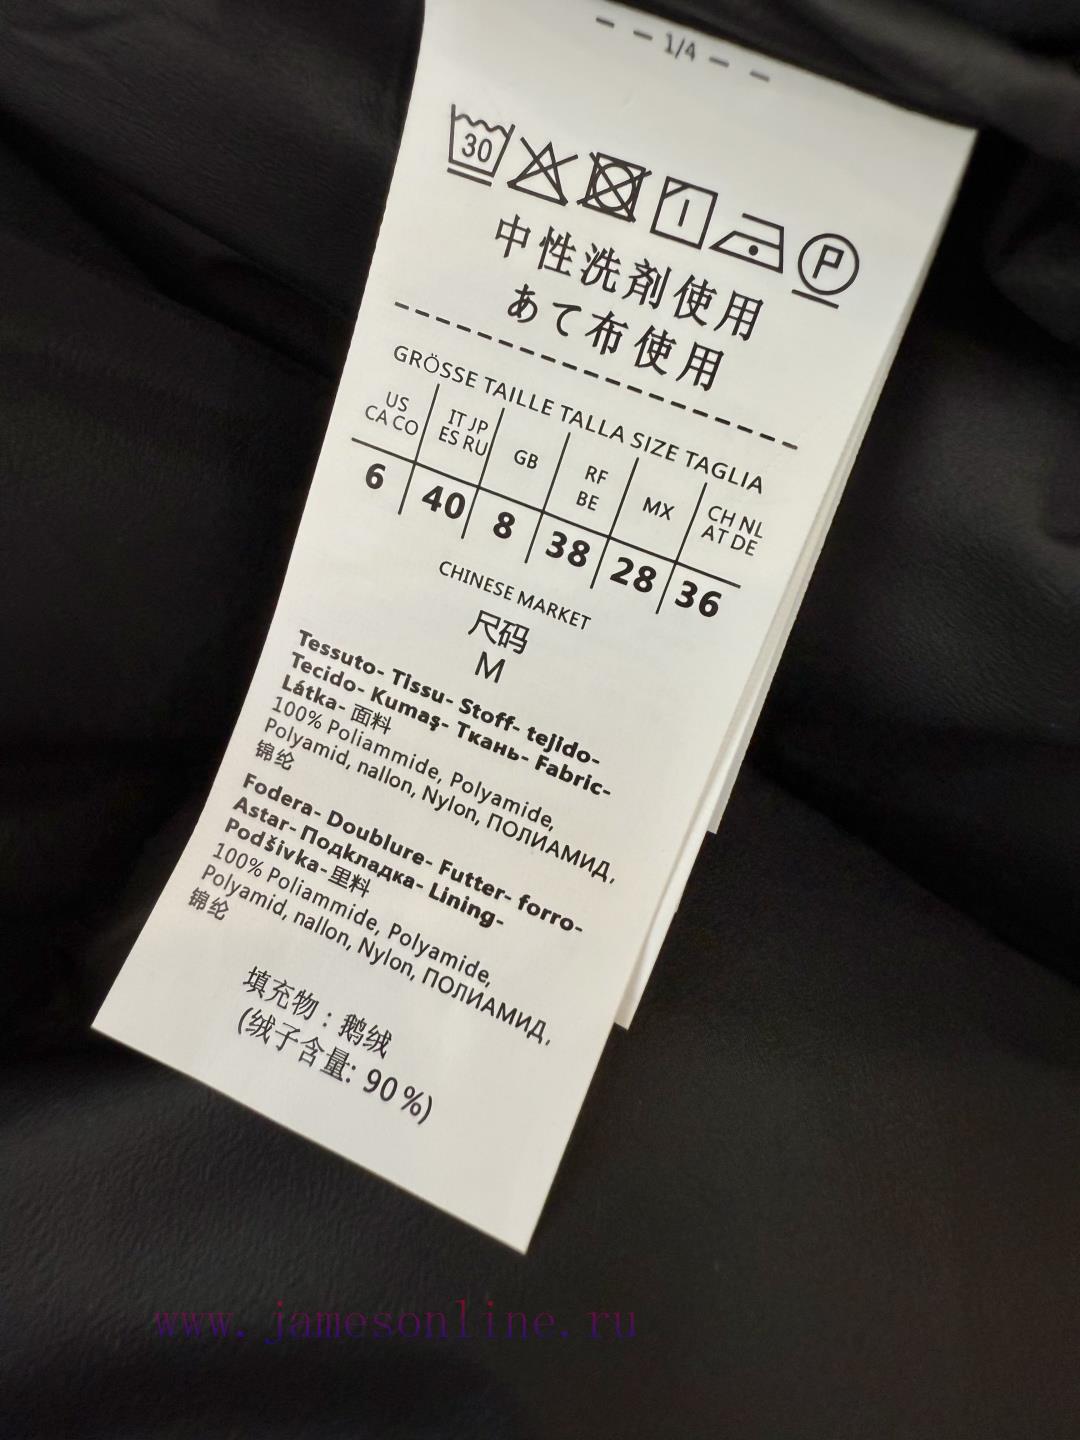 - - 1/4 - -
30
P
中性洗剤使用
あて布使用
GRÖSSE TAILLE TALLA SIZE TAGLIA
US CA CO IT JP ES RU GB RF BE MX CH NL AT DE
6 40 8 38 28 36
CHINESE MARKET
尺码
M
Tessuto- Tissu- Stoff- tejido-
Tecido- Kumaş- Ткань- Fabric-
Látka- 面料
100% Poliammide, Polyamide,
Polyamid, nallon, Nylon, ПОЛИАМИД,
锦纶
Fodera- Doublure- Futter- forro-
Astar- Подкладка- Lining-
Podšivka- 里料
100% Poliammide, Polyamide,
Polyamid, nallon, Nylon, ПОЛИАМИД,
锦纶
填充物：鹅绒
(绒子含量: 90%)
www.jamesonline.ru